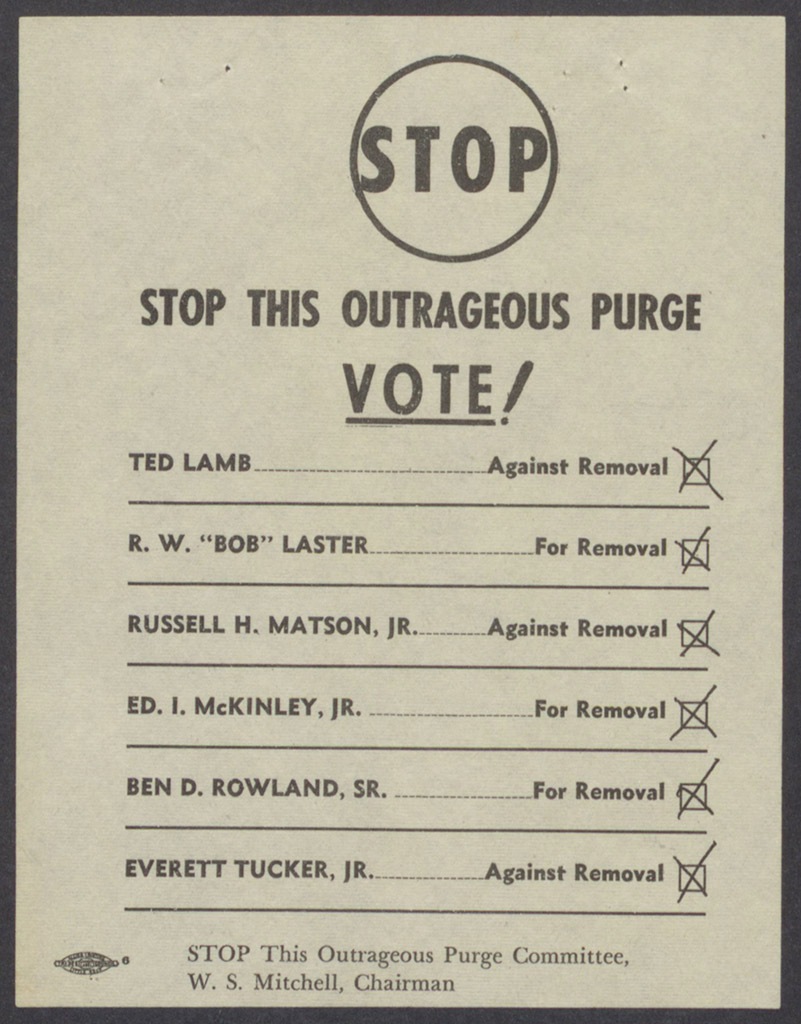 STOP
STOP THIS OUTRAGEOUS PURGE
VOTE!
TED LAMB Against Removal
R. W. “BOB” LASTER For Removal
RUSSELL H. MATSON, JR. Against Removal
ED. I. McKINLEY, JR. For Removal
BEN D. ROWLAND, SR. For Removal
EVERETT TUCKER, JR. Against Removal
6
STOP This Outrageous Purge Committee,
W. S. Mitchell, Chairman